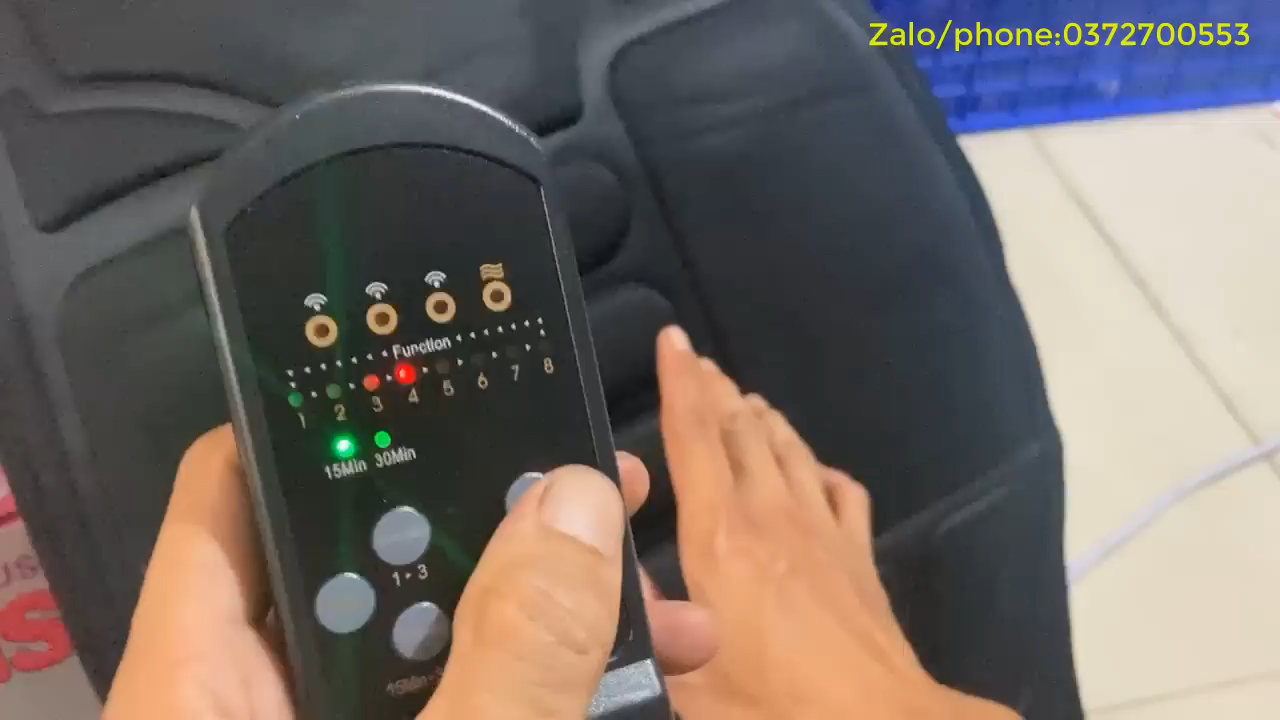 Zalo/phone:0372700553
Function
1 2 3 4 5 6 7 8
15Min 30Min
1▸3